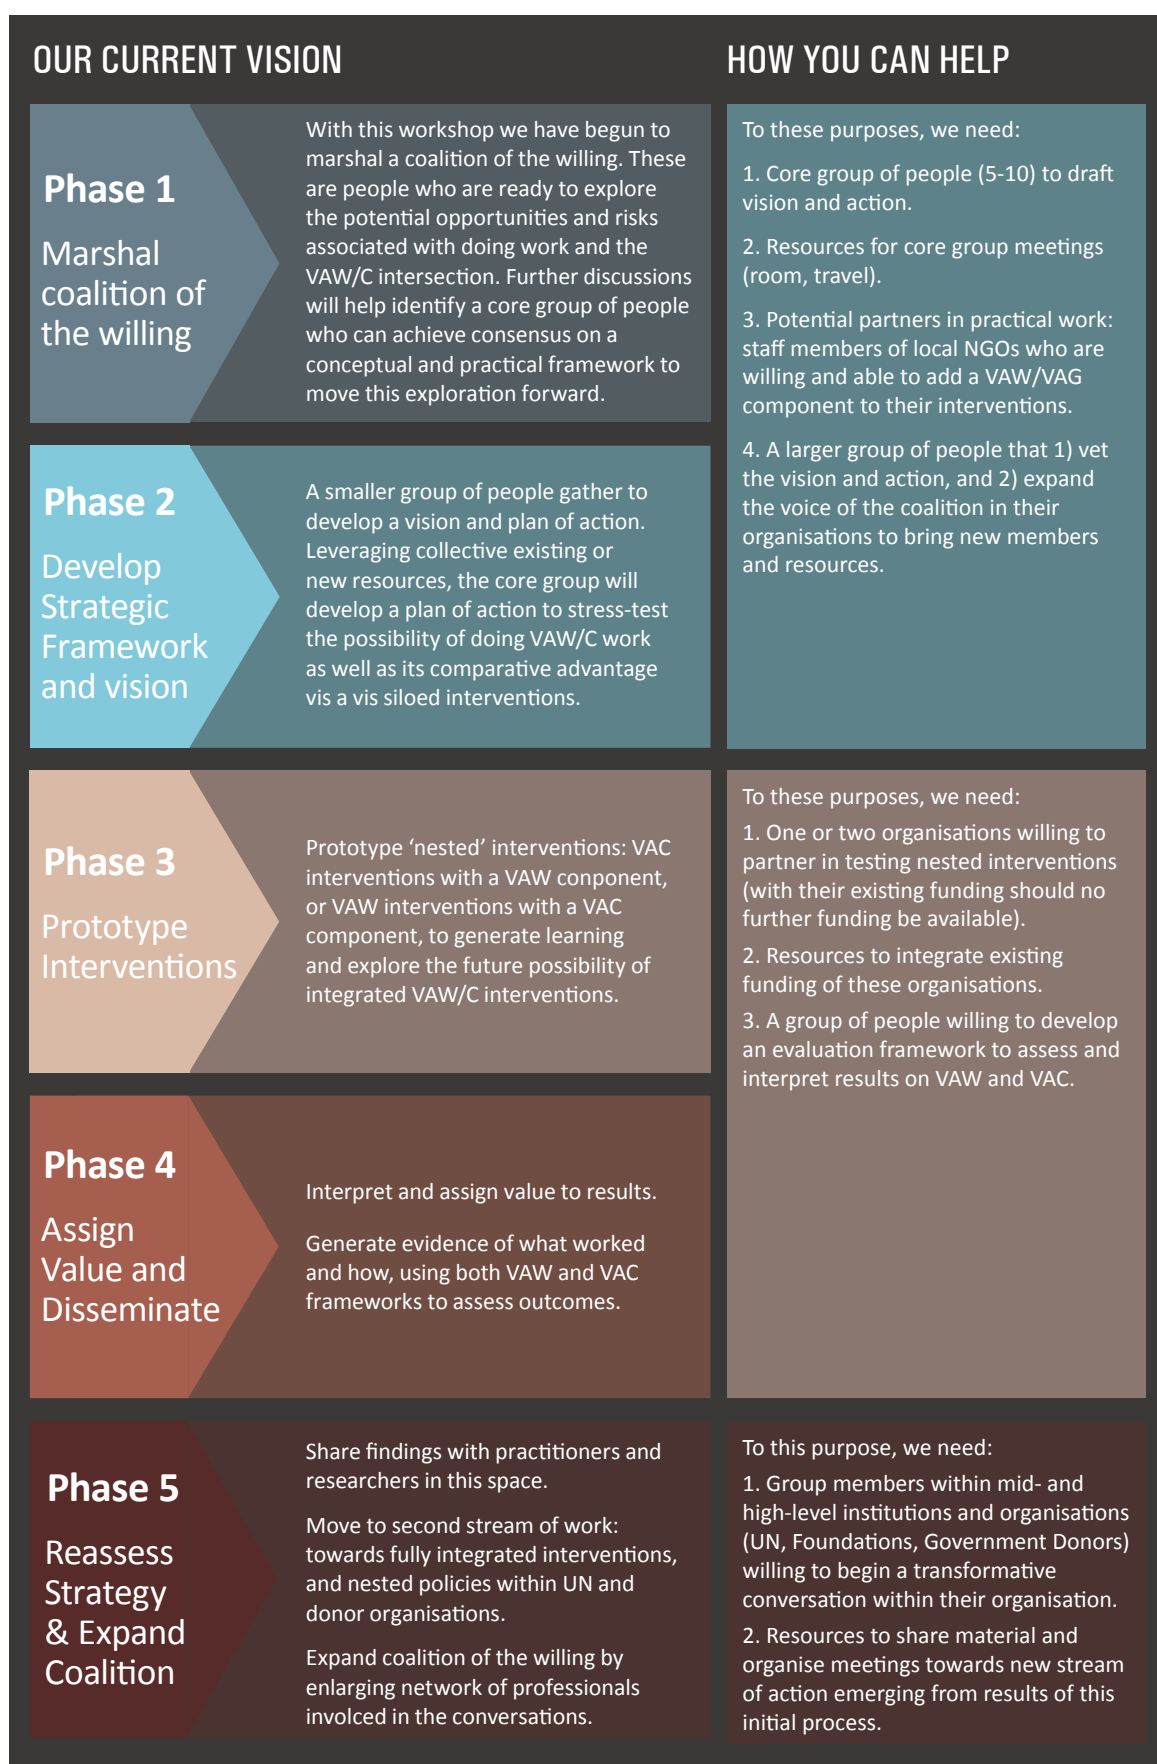 OUR CURRENT VISION
HOW YOU CAN HELP
Phase 1
Marshal
coalition of
the willing
With this workshop we have begun to
marshal a coalition of the willing. These
are people who are ready to explore
the potential opportunities and risks
associated with doing work and the
VAW/C intersection. Further discussions
will help identify a core group of people
who can achieve consensus on a
conceptual and practical framework to
move this exploration forward.
Phase 2
Develop
Strategic
Framework
and vision
A smaller group of people gather to
develop a vision and plan of action.
Leveraging collective existing or
new resources, the core group will
develop a plan of action to stress-test
the possibility of doing VAW/C work
as well as its comparative advantage
vis a vis siloed interventions.
To these purposes, we need:
1. Core group of people (5-10) to draft
vision and action.
2. Resources for core group meetings
(room, travel).
3. Potential partners in practical work:
staff members of local NGOs who are
willing and able to add a VAW/VAG
component to their interventions.
4. A larger group of people that 1) vet
the vision and action, and 2) expand
the voice of the coalition in their
organisations to bring new members
and resources.
Phase 3
Prototype
Interventions
Prototype ‘nested’ interventions: VAC
interventions with a VAW conponent,
or VAW interventions with a VAC
component, to generate learning
and explore the future possibility of
integrated VAW/C interventions.
Phase 4
Assign
Value and
Disseminate
Interpret and assign value to results.
Generate evidence of what worked
and how, using both VAW and VAC
frameworks to assess outcomes.
To these purposes, we need:
1. One or two organisations willing to
partner in testing nested interventions
(with their existing funding should no
further funding be available).
2. Resources to integrate existing
funding of these organisations.
3. A group of people willing to develop
an evaluation framework to assess and
interpret results on VAW and VAC.
Phase 5
Reassess
Strategy
& Expand
Coalition
Share findings with practitioners and
researchers in this space.
Move to second stream of work:
towards fully integrated interventions,
and nested policies within UN and
donor organisations.
Expand coalition of the willing by
enlarging network of professionals
involced in the conversations.
To this purpose, we need:
1. Group members within mid- and
high-level institutions and organisations
(UN, Foundations, Government Donors)
willing to begin a transformative
conversation within their organisation.
2. Resources to share material and
organise meetings towards new stream
of action emerging from results of this
initial process.